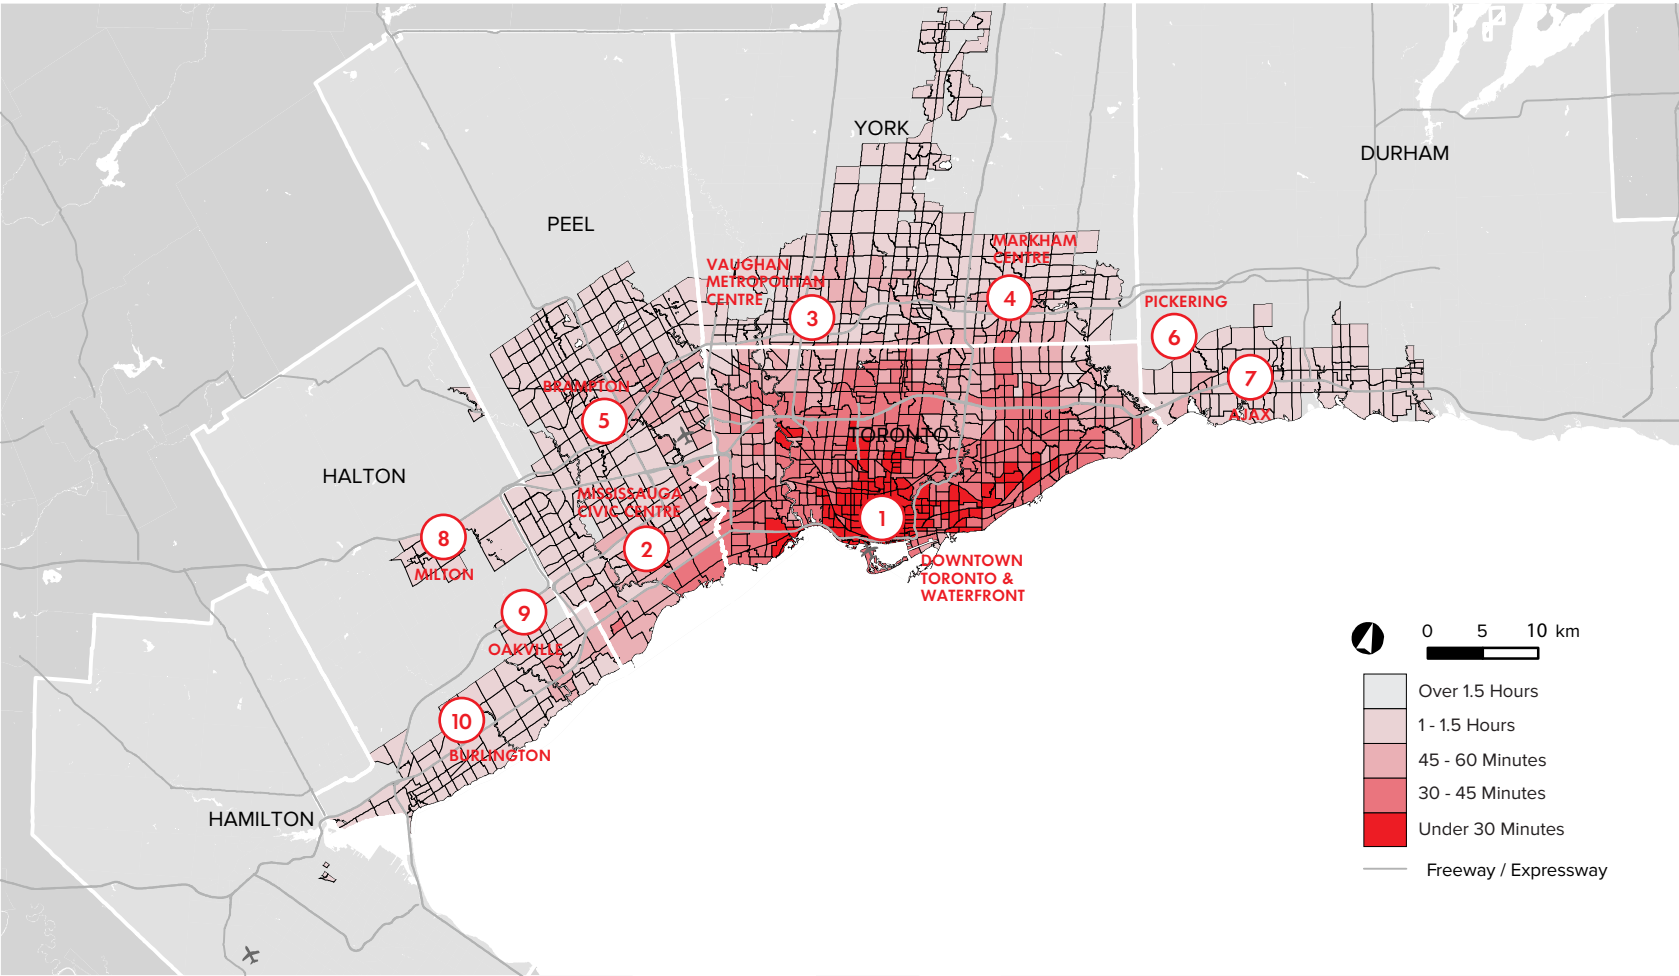 YORK
DURHAM
PEEL
MARKHAM
CENTRE
VAUGHAN
METROPOLITAN
CENTRE
4
3
PICKERING
6
7
AJAX
BRAMPTON
5
TORONTO
HALTON
MISSISSAUGA
CIVIC CENTRE
1
2
8
MILTON
DOWNTOWN
TORONTO &
WATERFRONT
9
OAKVILLE
10
BURLINGTON
HAMILTON
0 5 10 km
Over 1.5 Hours
1 - 1.5 Hours
45 - 60 Minutes
30 - 45 Minutes
Under 30 Minutes
Freeway / Expressway